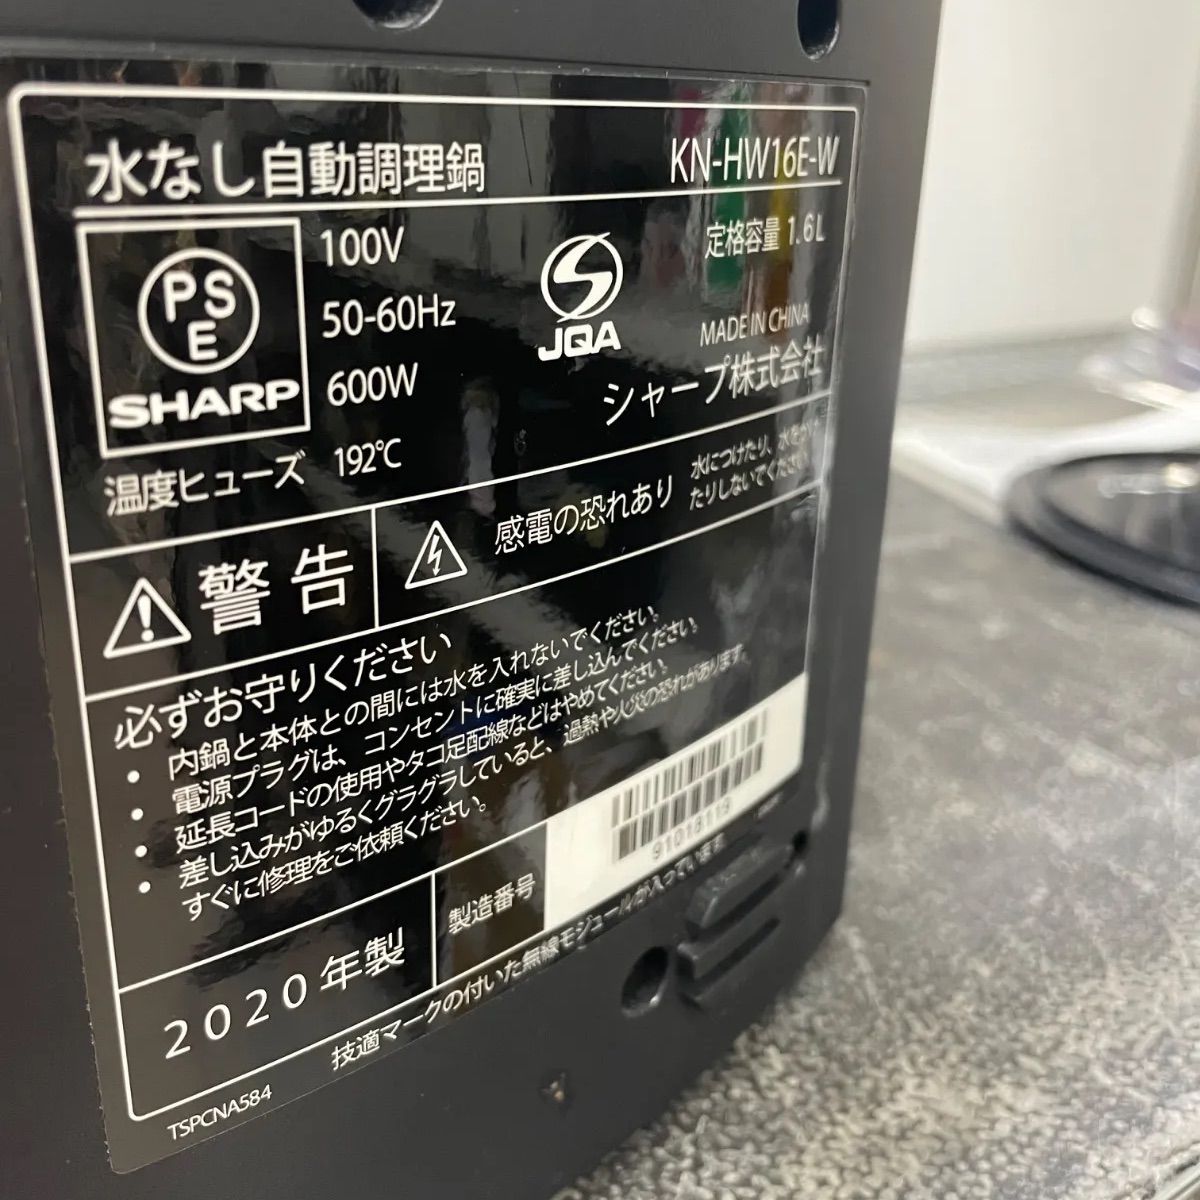 水なし自動調理鍋 KN-HW16E-W
PSE
SHARP
100V
50-60Hz
600W
温度ヒューズ 192℃
JQA
定格容量 1.6L
MADE IN CHINA
シャープ株式会社
警告
感電の恐れあり
水につけたり、水をかけ
たりしないでください
必ずお守りください
• 内鍋と本体との間には水を入れないでください。
• 電源プラグは、コンセントに確実に差し込んでください。
• 延長コードの使用やタコ足配線などはやめてください。
• 差し込みがゆるくグラグラしていると、過熱や火災の恐れがあります。
すぐに修理をご依頼ください。
2020年製
製造番号
技適マークの付いた無線モジュールが入っています
TSPCNA584